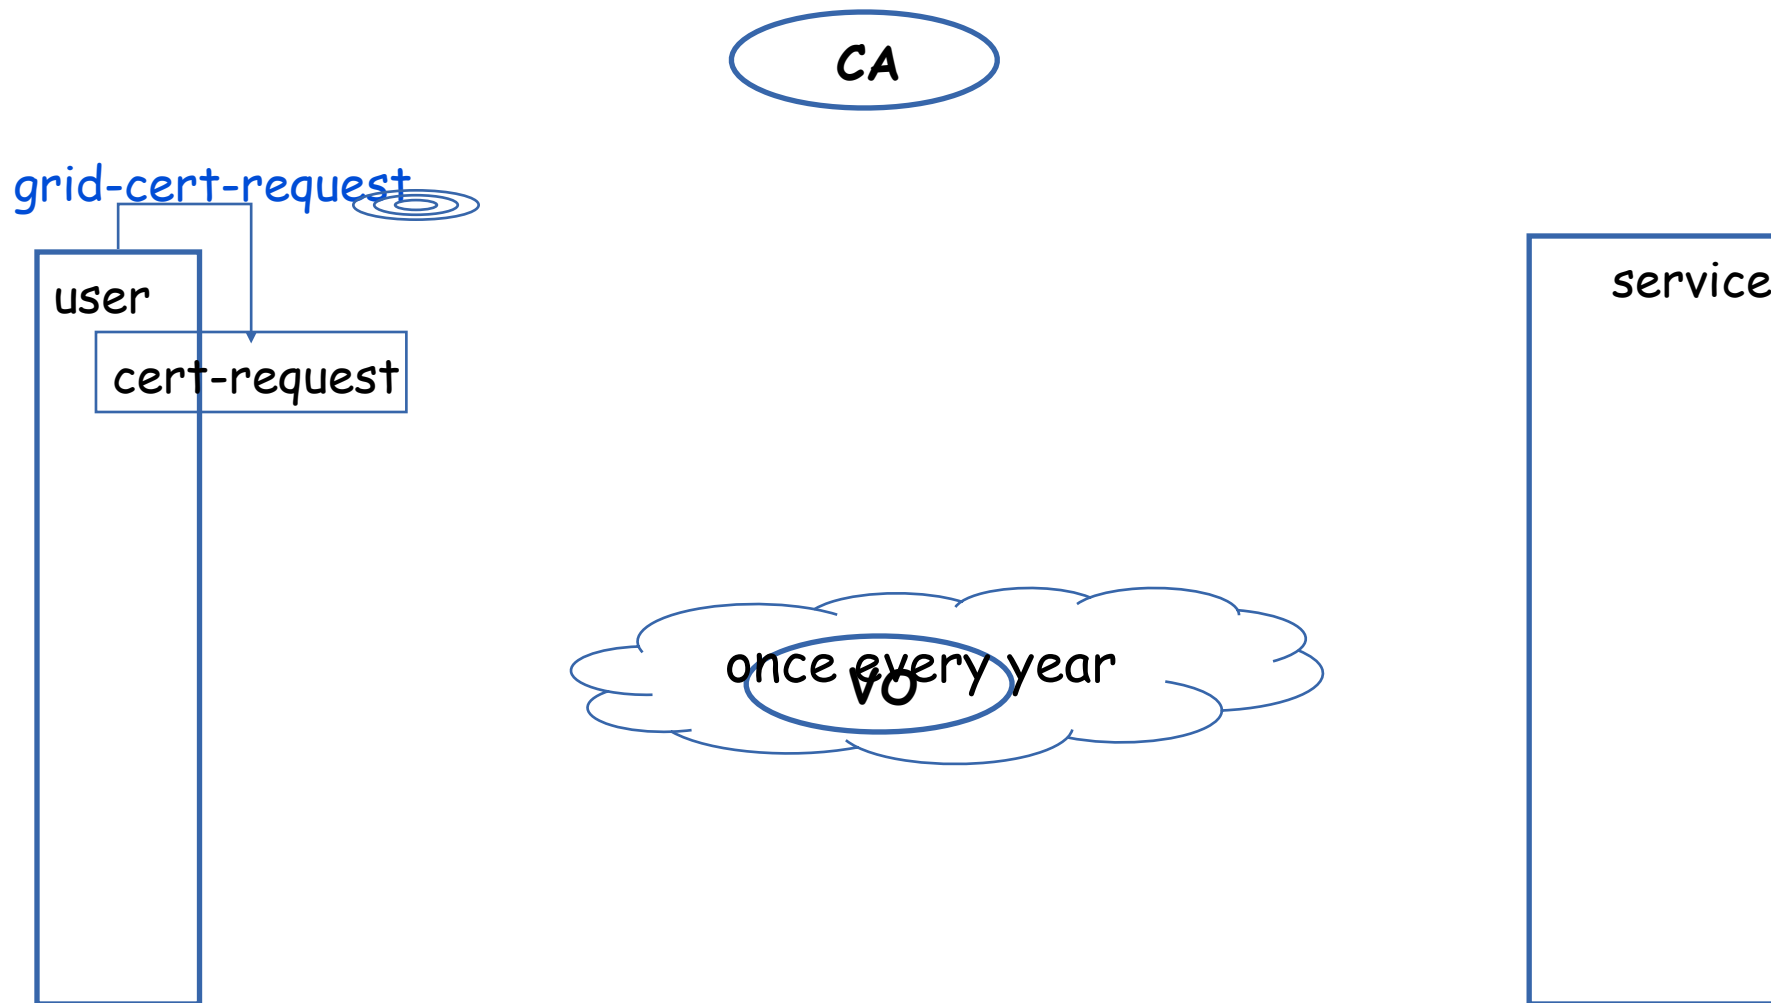 CA
grid-cert-request
service
user
cert-request
once every year
VO